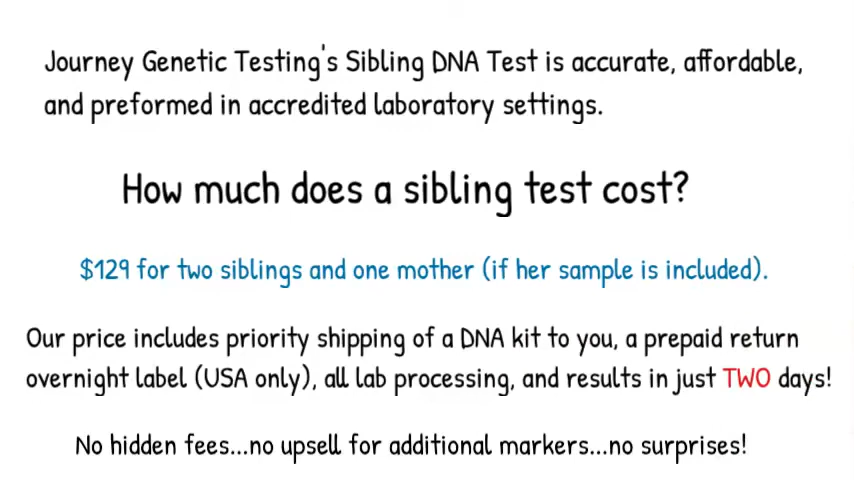 Journey Genetic Testing's Sibling DNA Test is accurate, affordable,
and preformed in accredited laboratory settings.
How much does a sibling test cost?
$129 for two siblings and one mother (if her sample is included).
Our price includes priority shipping of a DNA kit to you, a prepaid return
overnight label (USA only), all lab processing, and results in just TWO days!
No hidden fees...no upsell for additional markers...no surprises!